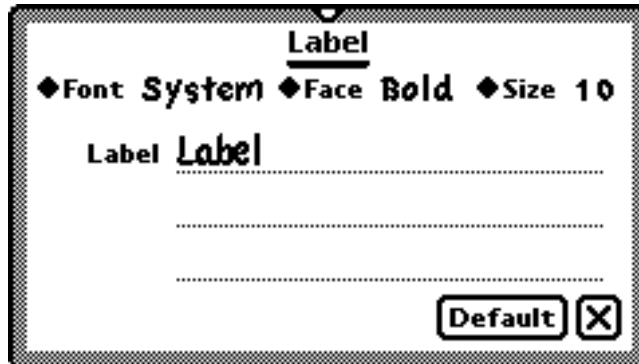 Label
◆Font System ◆Face Bold ◆Size 10
Label Label
Default X